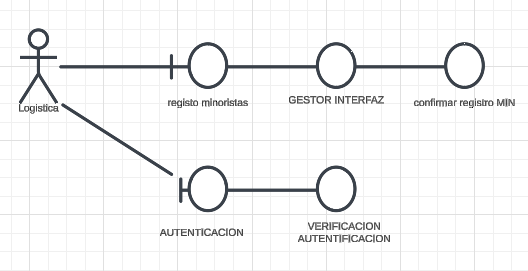 registo minoristas
GESTOR INTERFAZ
confirmar registro MIN
Logistica
AUTENTICACION
VERIFICACION
AUTENTIFICACION